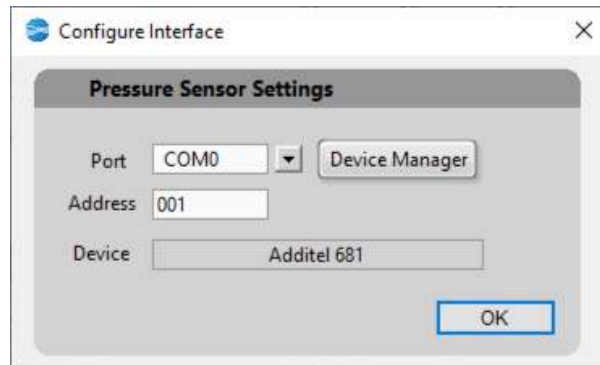 Configure Interface
Pressure Sensor Settings
Port COM0 Device Manager
Address 001
Device Additel 681
OK